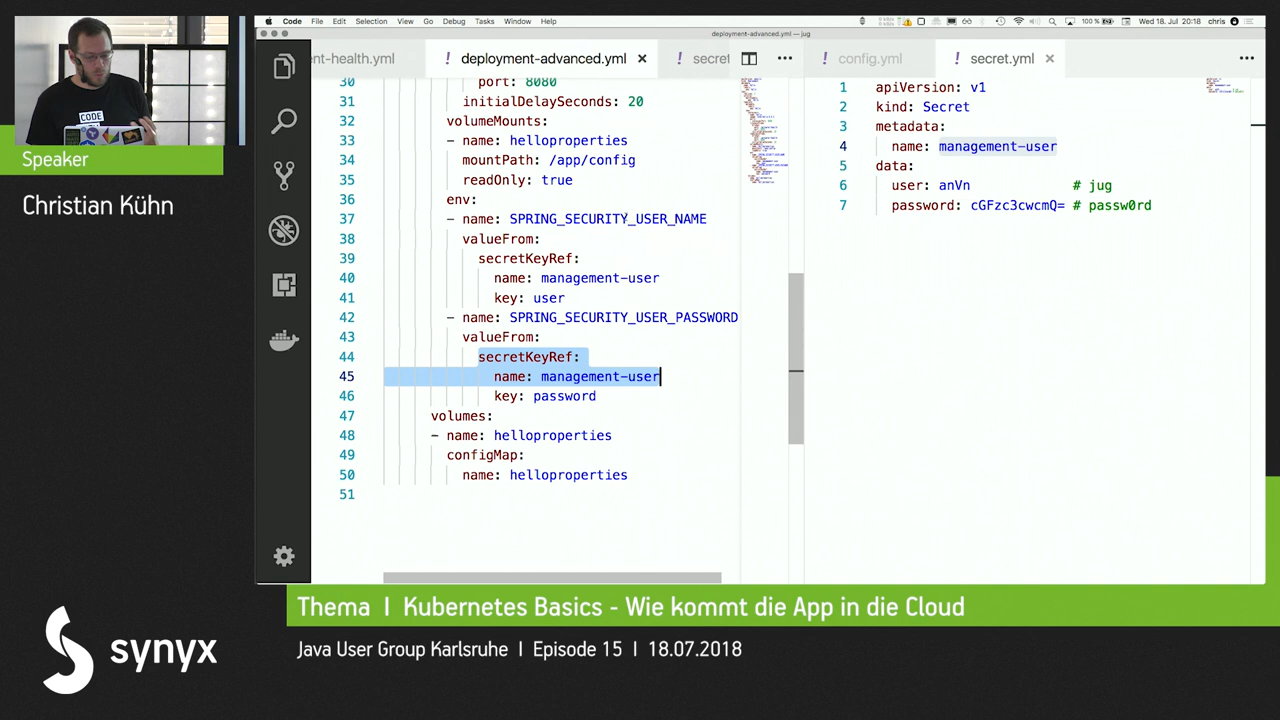 Code File Edit Selection View Go Debug Tasks Window Help 100 % Wed 18. Jul 20:18 chris
deployment-advanced.yml — jug
nt-health.yml ! deployment-advanced.yml × ! secret ... ! config.yml ! secret.yml × ...
30 port: 8080
31 initialDelaySeconds: 20
32 volumeMounts:
33 - name: helloproperties
34 mountPath: /app/config
35 readOnly: true
36 env:
37 - name: SPRING_SECURITY_USER_NAME
38 valueFrom:
39 secretKeyRef:
40 name: management-user
41 key: user
42 - name: SPRING_SECURITY_USER_PASSWORD
43 valueFrom:
44 secretKeyRef:
45 name: management-user
46 key: password
47 volumes:
48 - name: helloproperties
49 configMap:
50 name: helloproperties
51
1 apiVersion: v1
2 kind: Secret
3 metadata:
4 name: management-user
5 data:
6 user: anVn # jug
7 password: cGFzc3cwcmQ= # passw0rd
CODE
Speaker
Christian Kühn
synyx
Thema I Kubernetes Basics - Wie kommt die App in die Cloud
Java User Group Karlsruhe I Episode 15 I 18.07.2018